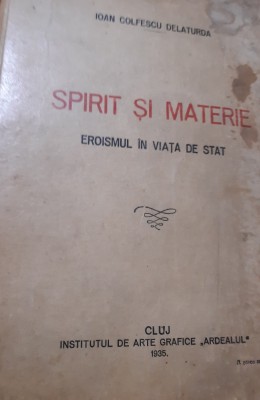 IOAN COLFESCU DELATURDA
SPIRIT ȘI MATERIE
EROISMUL ÎN VIAȚA DE STAT
CLUJ
INSTITUTUL DE ARTE GRAFICE „ARDEALUL"
1935.